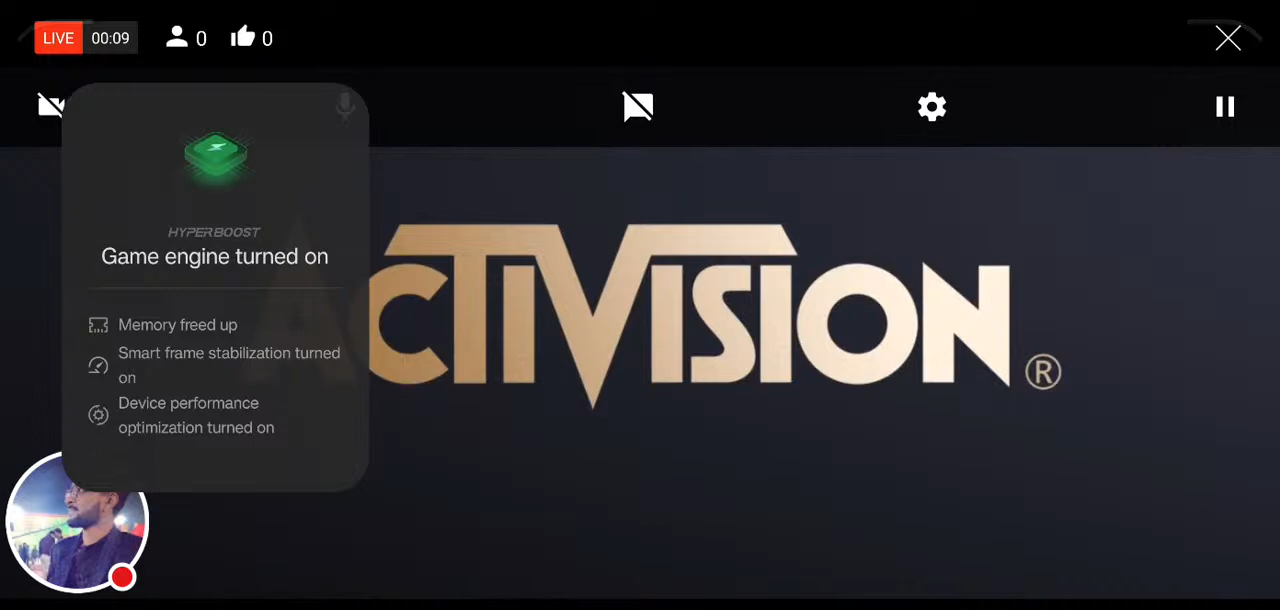 LIVE 00:09 0 0
HYPERBOOST
Game engine turned on
Memory freed up
Smart frame stabilization turned
on
Device performance
optimization turned on
ACTIVISION®